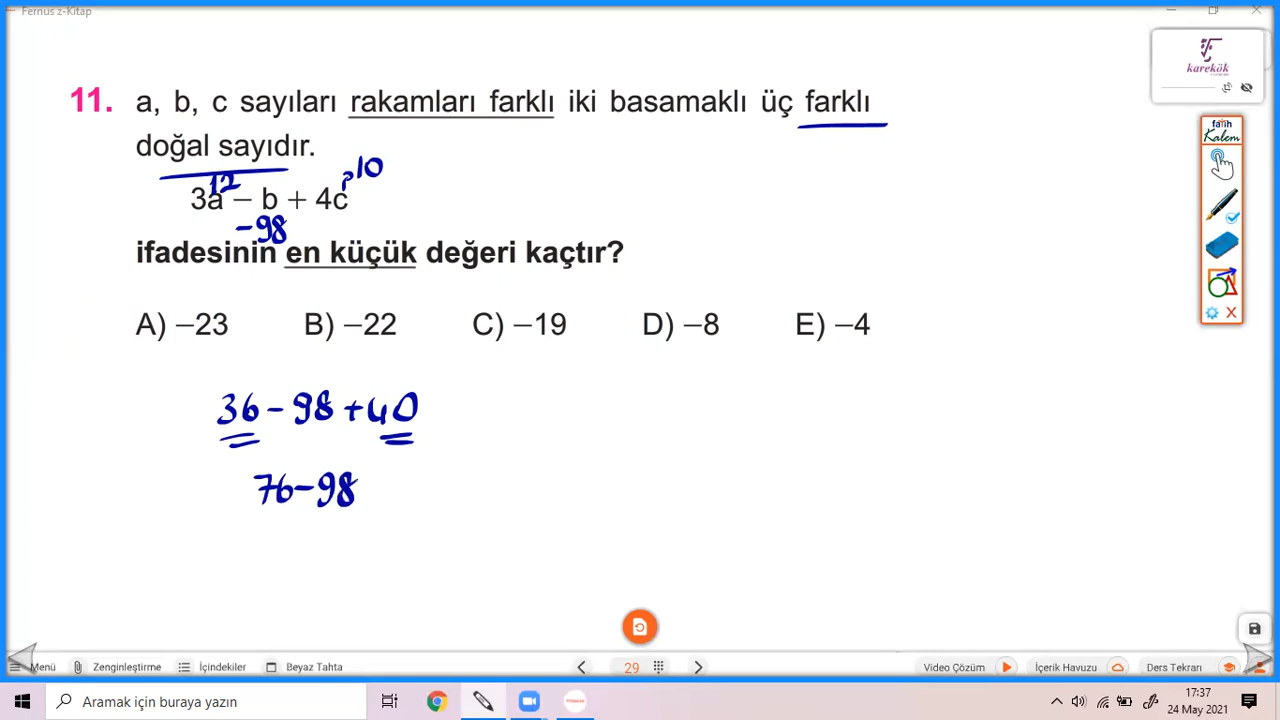 Fernus z-Kitap
karekök
11. a, b, c sayıları rakamları farklı iki basamaklı üç farklı
doğal sayıdır.
12
10
3a − b + 4c
-98
ifadesinin en küçük değeri kaçtır?
A) −23 B) −22 C) −19 D) −8 E) −4
36 - 98 + 40
76 - 98
fatih
Kalem
Menü Zenginleştirme İçindekiler Beyaz Tahta 29 Video Çözüm İçerik Havuzu Ders Tekrarı
Aramak için buraya yazın
17:37
24 May 2021